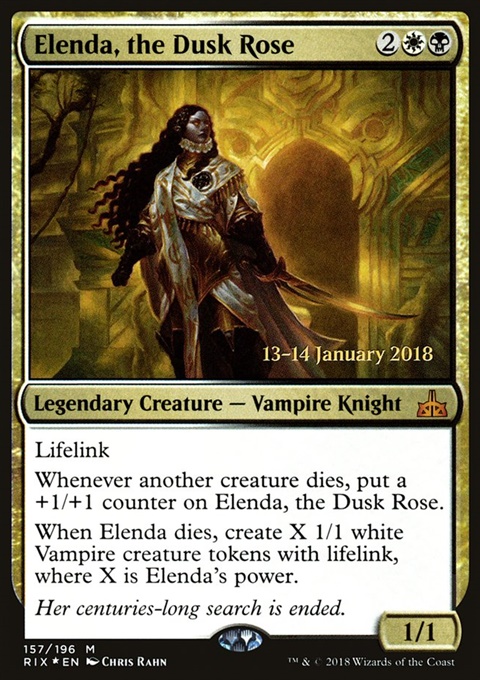 Elenda, the Dusk Rose 2
13–14 January 2018
Legendary Creature — Vampire Knight
Lifelink
Whenever another creature dies, put a
+1/+1 counter on Elenda, the Dusk Rose.
When Elenda dies, create X 1/1 white
Vampire creature tokens with lifelink,
where X is Elenda's power.
Her centuries-long search is ended.
1/1
157/196 M
RIX★EN Chris Rahn
™ & © 2018 Wizards of the Coast